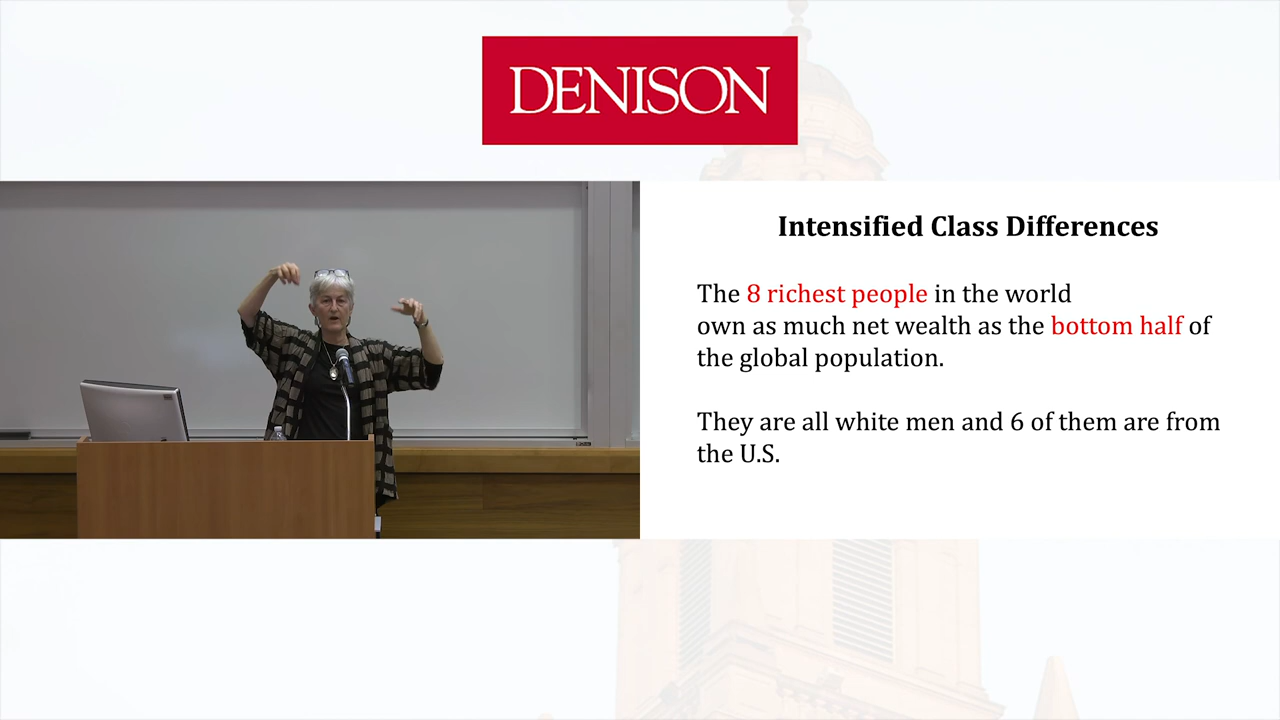 DENISON
Intensified Class Differences
The 8 richest people in the world
own as much net wealth as the bottom half of
the global population.
They are all white men and 6 of them are from
the U.S.